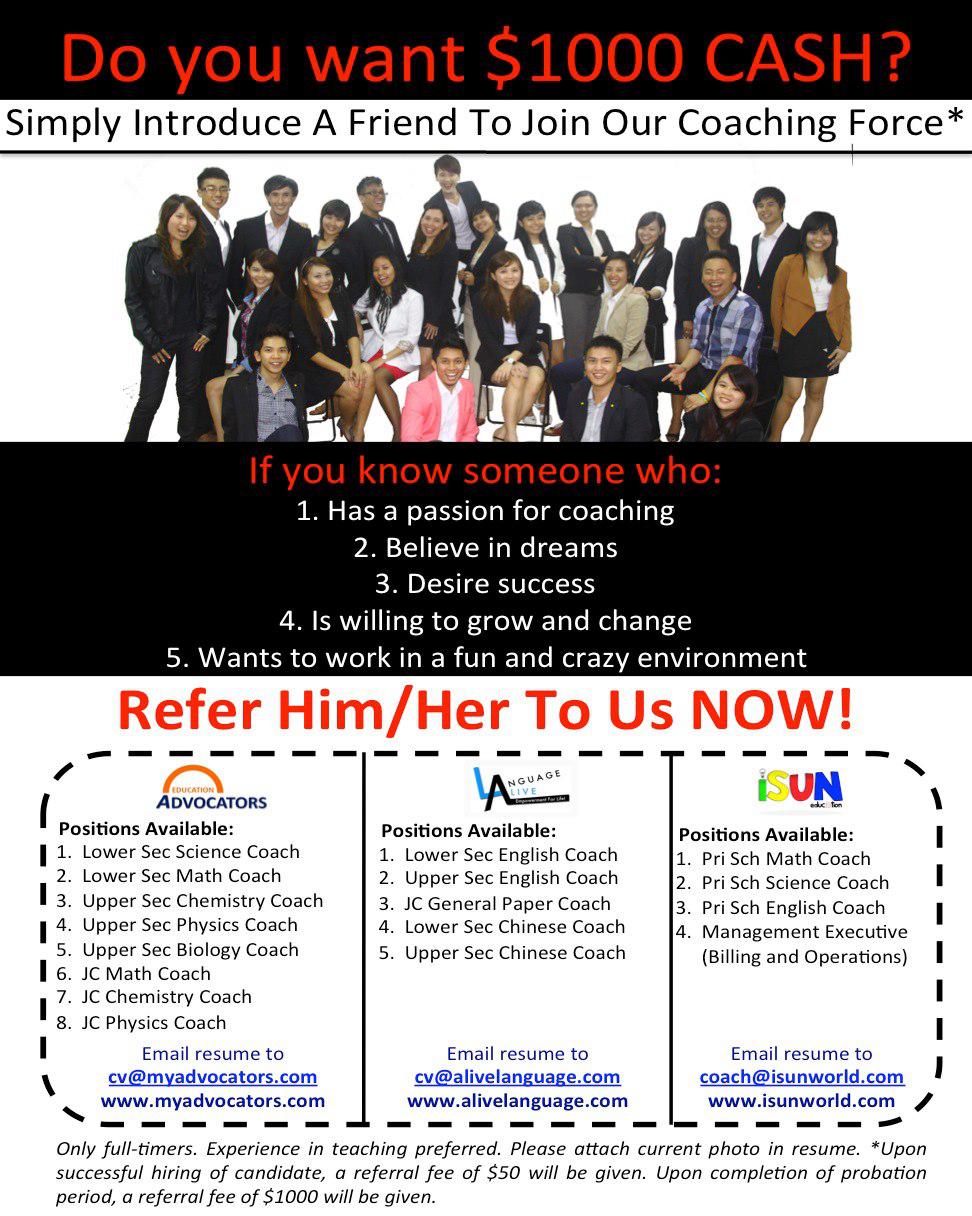 Do you want $1000 CASH?
Simply Introduce A Friend To Join Our Coaching Force*
If you know someone who:
1. Has a passion for coaching
2. Believe in dreams
3. Desire success
4. Is willing to grow and change
5. Wants to work in a fun and crazy environment
Refer Him/Her To Us NOW!
EDUCATION
ADVOCATORS
Positions Available:
1. Lower Sec Science Coach
2. Lower Sec Math Coach
3. Upper Sec Chemistry Coach
4. Upper Sec Physics Coach
5. Upper Sec Biology Coach
6. JC Math Coach
7. JC Chemistry Coach
8. JC Physics Coach
Email resume to
cv@myadvocators.com
www.myadvocators.com
LANGUAGE
ALIVE
Empowerment For Life!
Positions Available:
1. Lower Sec English Coach
2. Upper Sec English Coach
3. JC General Paper Coach
4. Lower Sec Chinese Coach
5. Upper Sec Chinese Coach
Email resume to
cv@alivelanguage.com
www.alivelanguage.com
iSUN
education
Positions Available:
1. Pri Sch Math Coach
2. Pri Sch Science Coach
3. Pri Sch English Coach
4. Management Executive
(Billing and Operations)
Email resume to
coach@isunworld.com
www.isunworld.com
Only full-timers. Experience in teaching preferred. Please attach current photo in resume. *Upon
successful hiring of candidate, a referral fee of $50 will be given. Upon completion of probation
period, a referral fee of $1000 will be given.